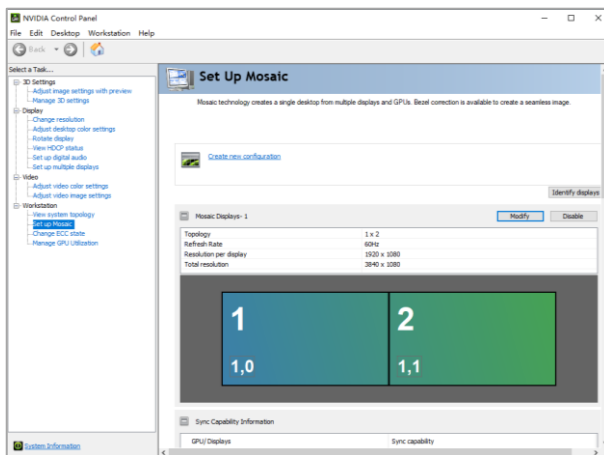 NVIDIA Control Panel
File Edit Desktop Workstation Help
Back
Select a Task...
3D Settings
Adjust image settings with preview
Manage 3D settings
Display
Change resolution
Adjust desktop color settings
Rotate display
View HDCP status
Set up digital audio
Set up multiple displays
Video
Adjust video color settings
Adjust video image settings
Workstation
View system topology
Set up Mosaic
Change ECC state
Manage GPU Utilization
System Information
Set Up Mosaic
Mosaic technology creates a single desktop from multiple displays and GPUs. Bezel correction is available to create a seamless image.
Create new configuration
Identify displays
Mosaic Displays- 1 Modify Disable
Topology 1 x 2
Refresh Rate 60Hz
Resolution per display 1920 x 1080
Total resolution 3840 x 1080
1 2
1,0 1,1
Sync Capability Information
GPU/Displays Sync capability